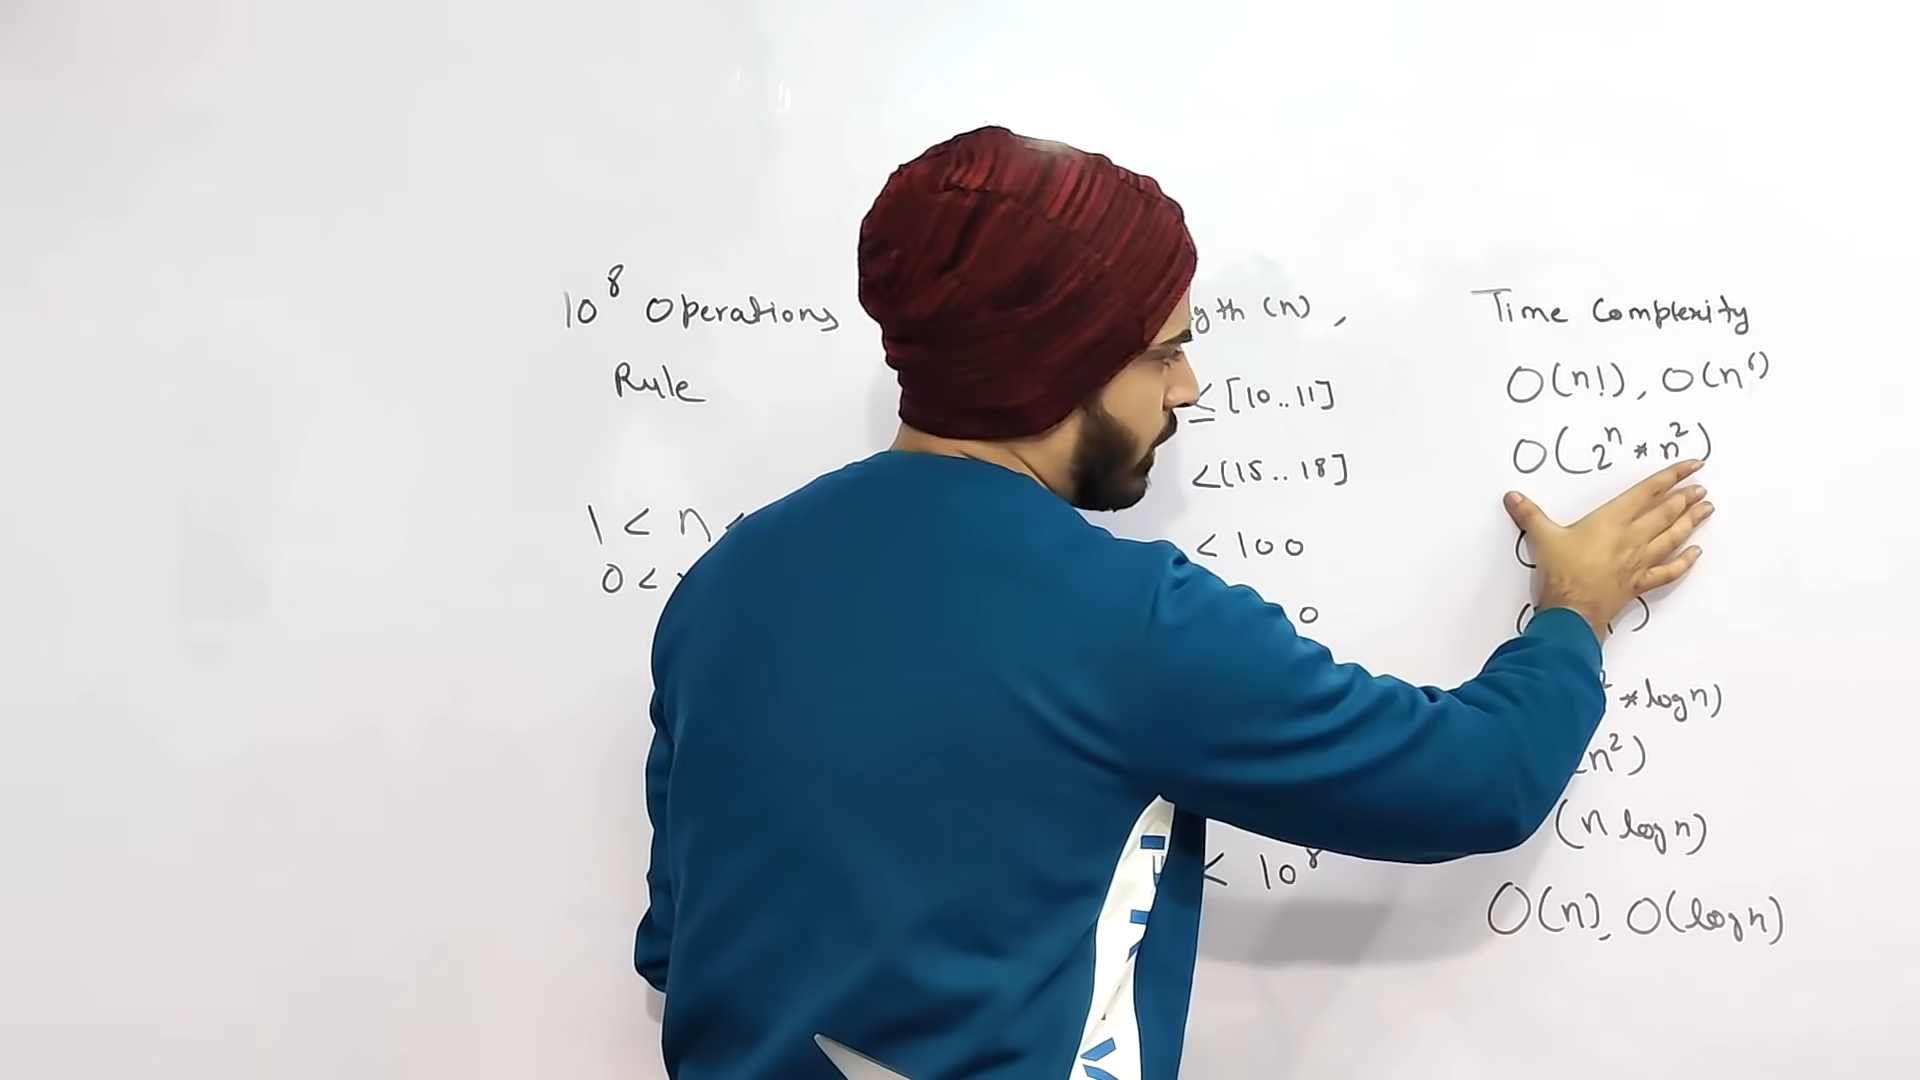 10⁸ Operations
Rule
1 < n <
0 <
gth (n) ,
≤ [10..11]
<(15..18]
< 100
0
< 10⁸
Time Complexity
O(n!), O(n⁶)
O(2ⁿ * n²)
* log n)
n²)
(n log n)
O(n), O(log n)